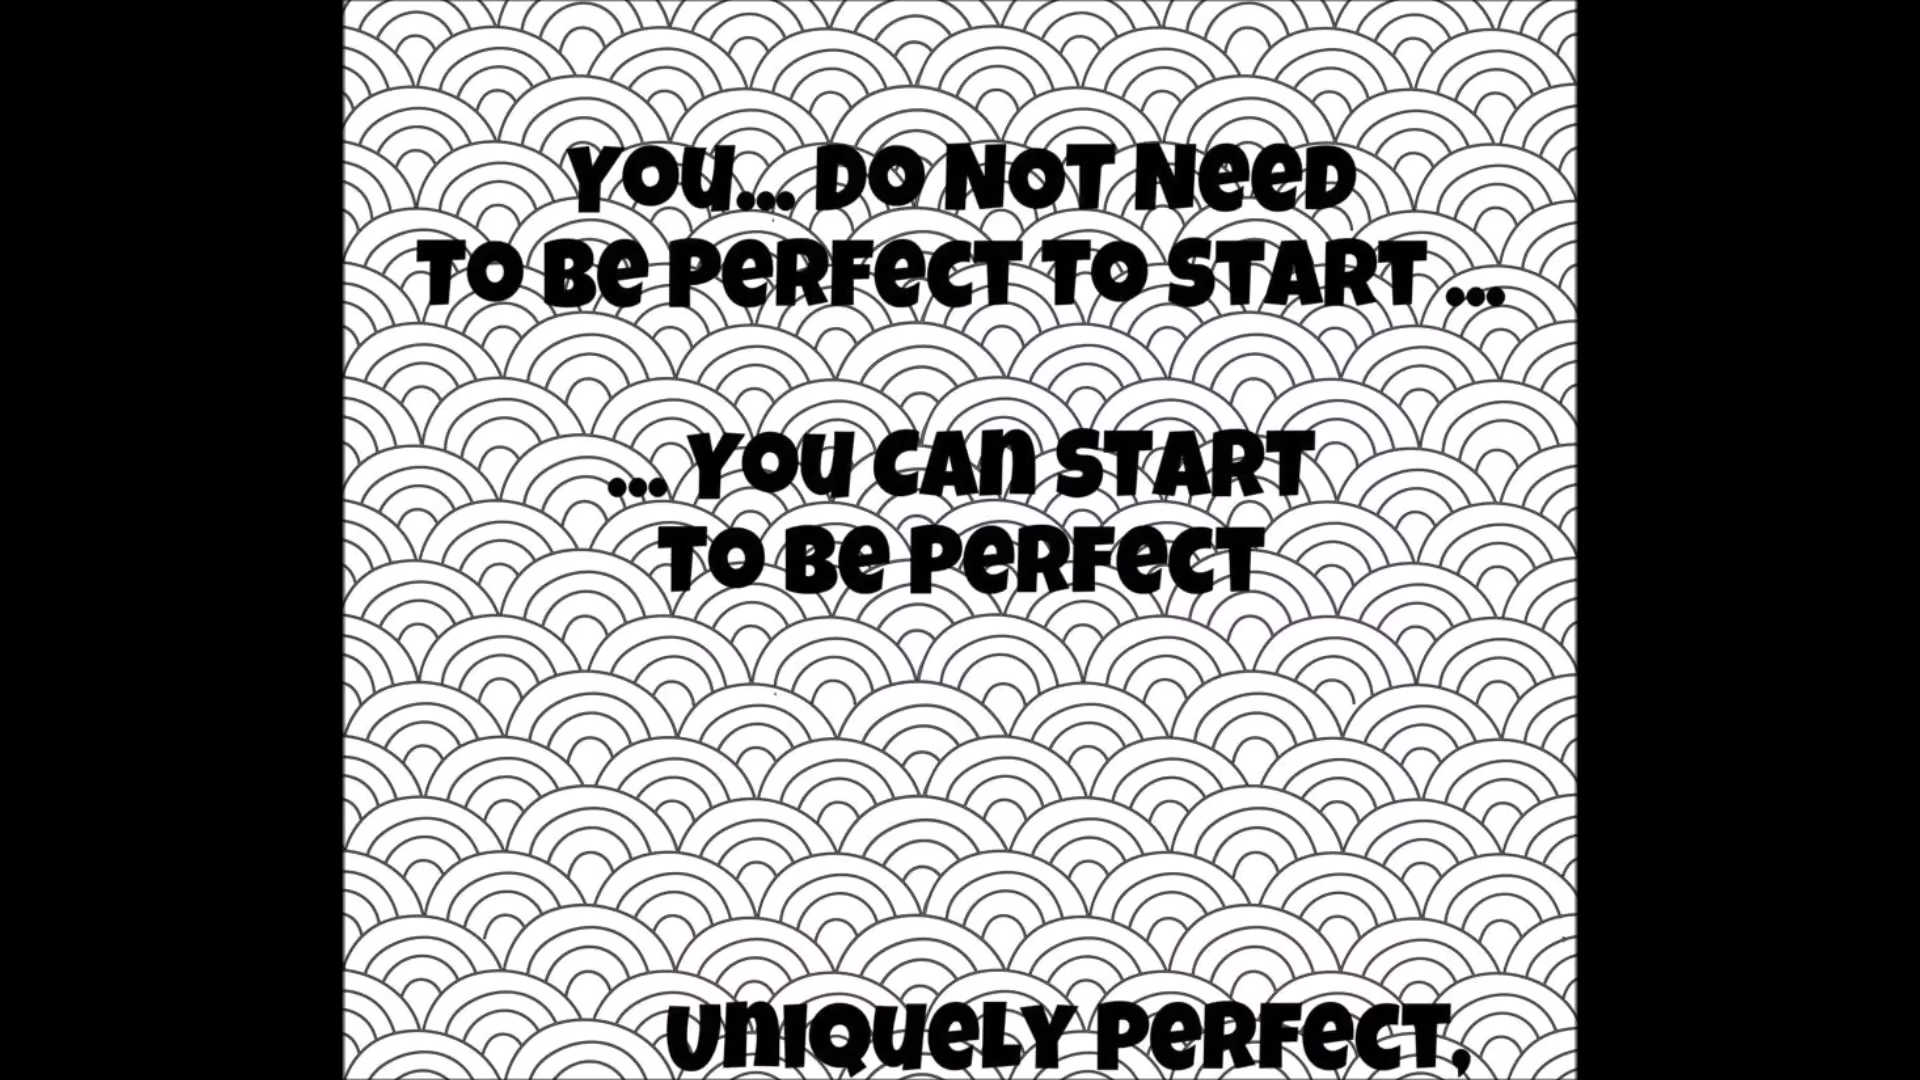 YOU... DO NOT NeeD
TO Be PeRFeCT TO START ...
... YOU CAn START
TO Be PeRFeCT
UnIQUeLY PeRFeCT,